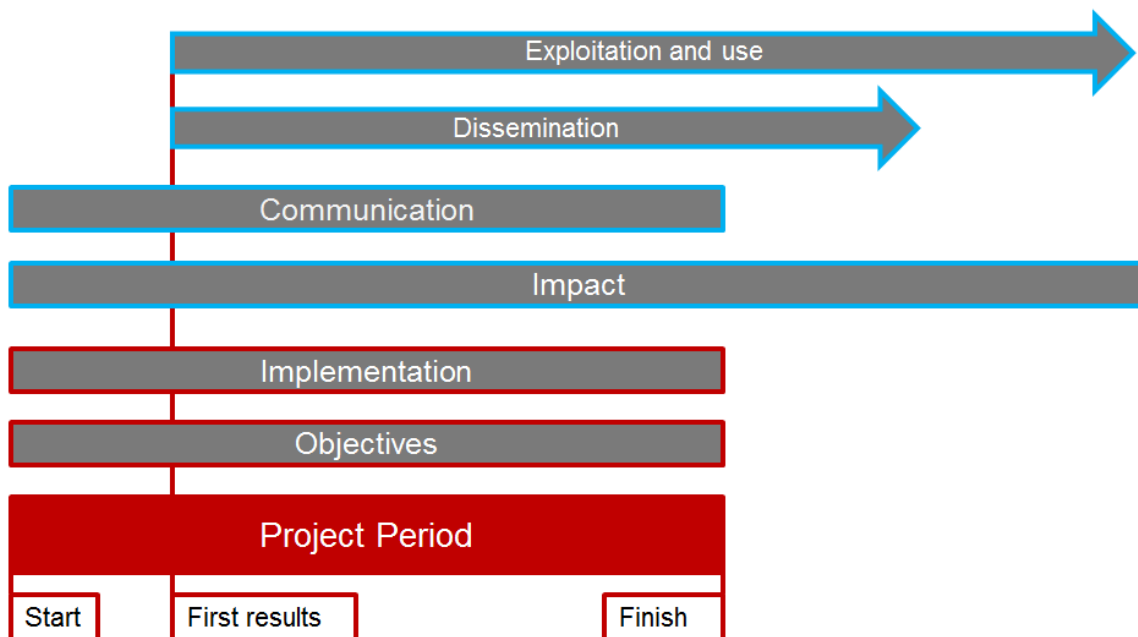 Exploitation and use
Dissemination
Communication
Impact
Implementation
Objectives
Project Period
Start
First results
Finish